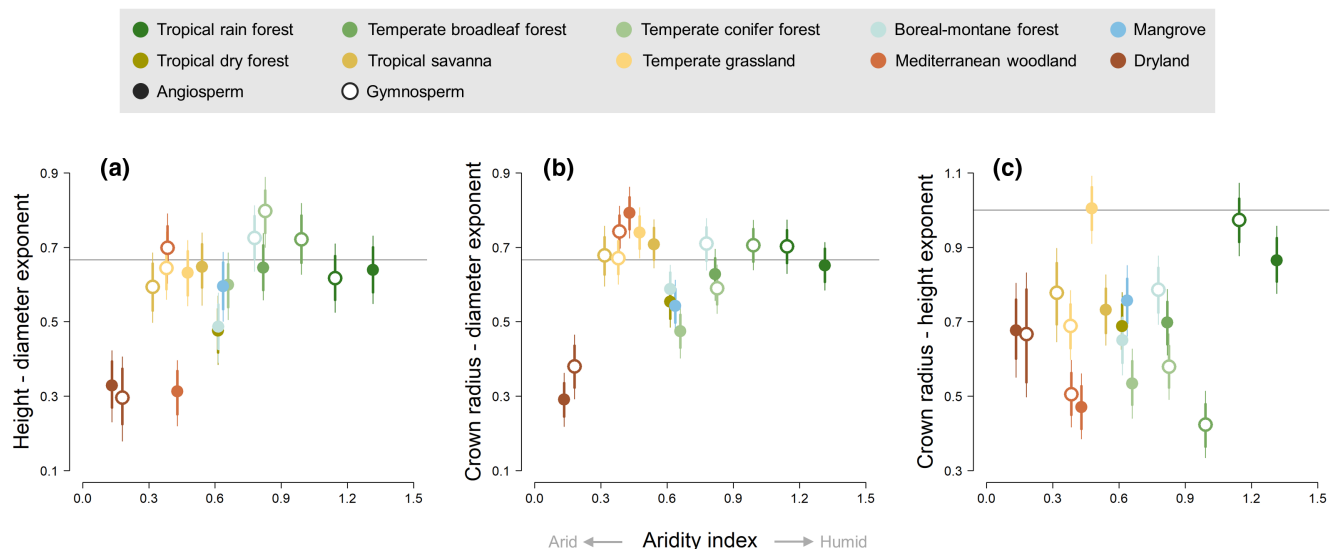 Tropical rain forest Temperate broadleaf forest Temperate conifer forest Boreal-montane forest Mangrove
Tropical dry forest Tropical savanna Temperate grassland Mediterranean woodland Dryland
Angiosperm Gymnosperm
(a)
Height - diameter exponent
0.9
0.7
0.5
0.3
0.1
0.0 0.3 0.6 0.9 1.2 1.5
(b)
Crown radius - diameter exponent
0.9
0.7
0.5
0.3
0.1
0.0 0.3 0.6 0.9 1.2 1.5
(c)
Crown radius - height exponent
1.1
0.9
0.7
0.5
0.3
0.0 0.3 0.6 0.9 1.2 1.5
Arid Aridity index Humid